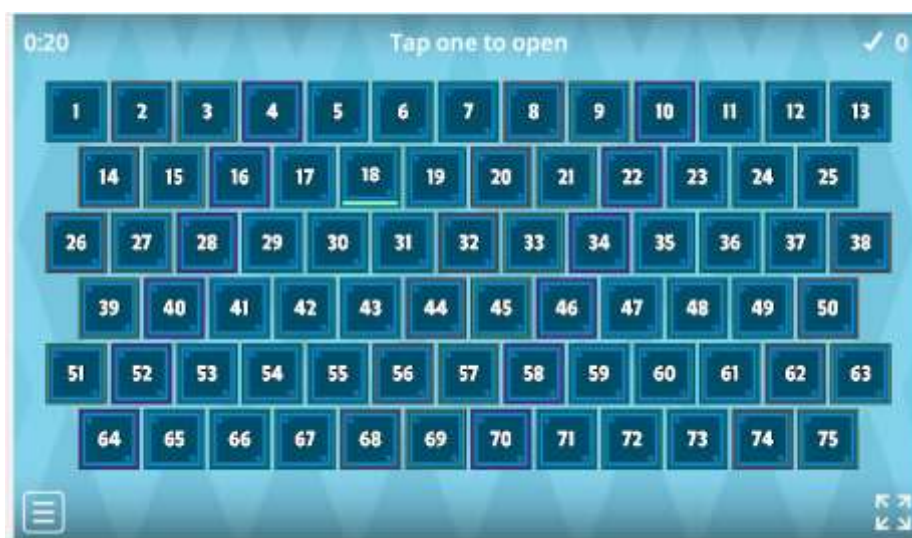 0:20 Tap one to open ✓ 0
1 2 3 4 5 6 7 8 9 10 11 12 13
14 15 16 17 18 19 20 21 22 23 24 25
26 27 28 29 30 31 32 33 34 35 36 37 38
39 40 41 42 43 44 45 46 47 48 49 50
51 52 53 54 55 56 57 58 59 60 61 62 63
64 65 66 67 68 69 70 71 72 73 74 75